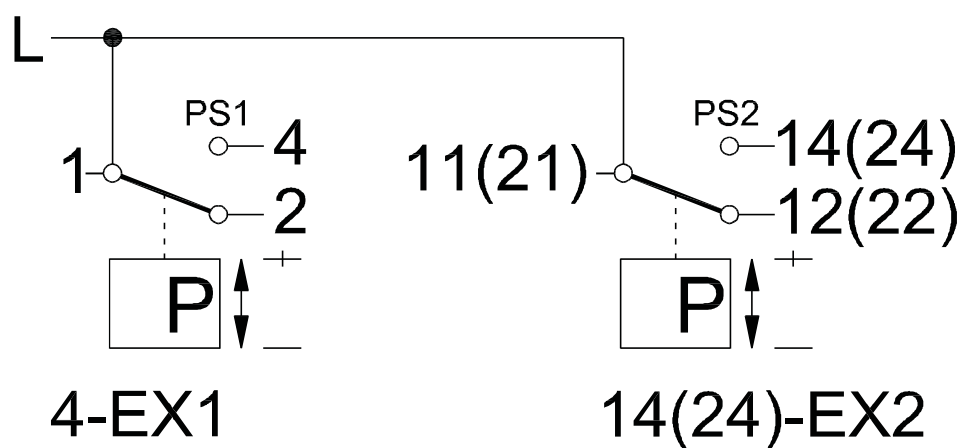 L
PS1
4
1
2
+
P
—
4-EX1
PS2
14(24)
11(21)
12(22)
+
P
—
14(24)-EX2